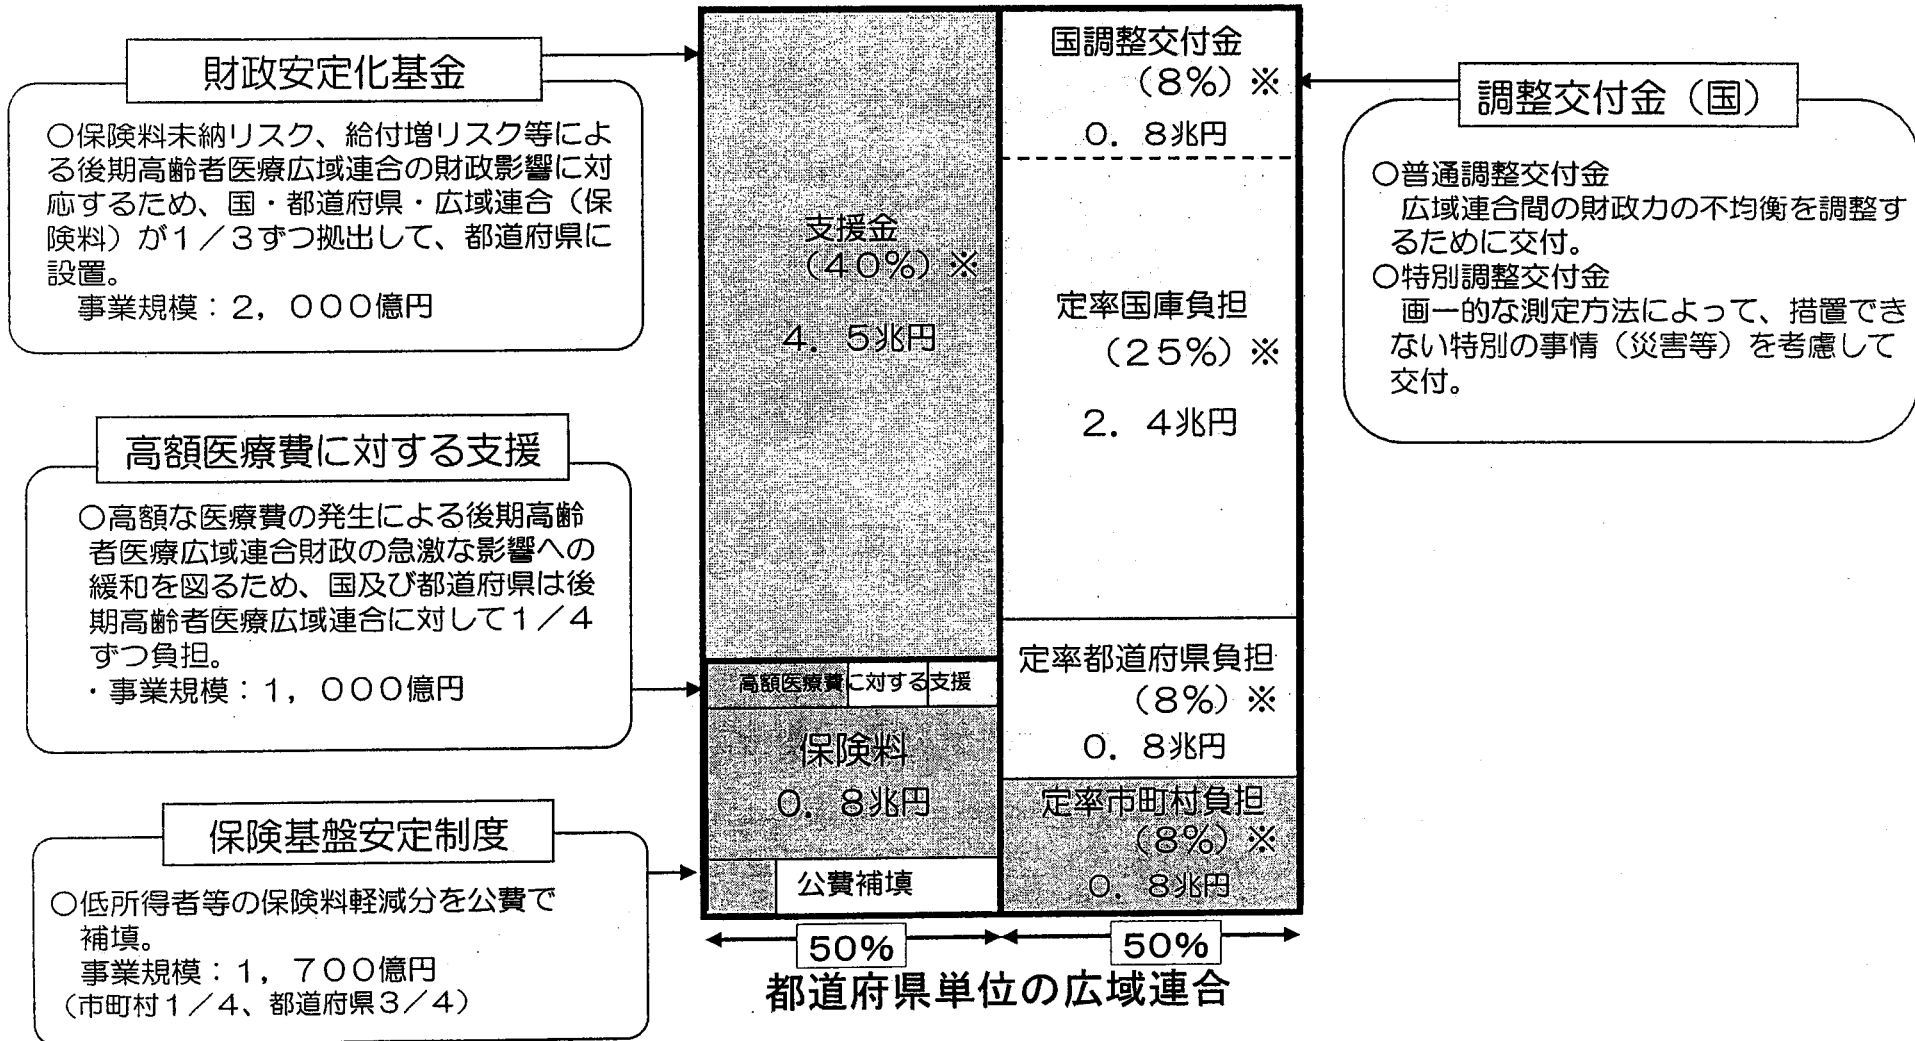 財政安定化基金
○保険料未納リスク、給付増リスク等によ
る後期高齢者医療広域連合の財政影響に対
応するため、国・都道府県・広域連合（保
険料）が１／３ずつ拠出して、都道府県に
設置。
事業規模：２，０００億円
高額医療費に対する支援
○高額な医療費の発生による後期高齢
者医療広域連合財政の急激な影響への
緩和を図るため、国及び都道府県は後
期高齢者医療広域連合に対して１／４
ずつ負担。
・事業規模：１，０００億円
保険基盤安定制度
○低所得者等の保険料軽減分を公費で
補填。
事業規模：１，７００億円
（市町村１／４、都道府県３／４）
支援金
（４０％）※
４．５兆円
高額医療費に対する支援
保険料
０．８兆円
公費補填
国調整交付金
（８％）※
０．８兆円
定率国庫負担
（２５％）※
２．４兆円
定率都道府県負担
（８％）※
０．８兆円
定率市町村負担
（８％）※
０．８兆円
50%
50%
都道府県単位の広域連合
調整交付金（国）
○普通調整交付金
広域連合間の財政力の不均衡を調整す
るために交付。
○特別調整交付金
画一的な測定方法によって、措置でき
ない特別の事情（災害等）を考慮して
交付。